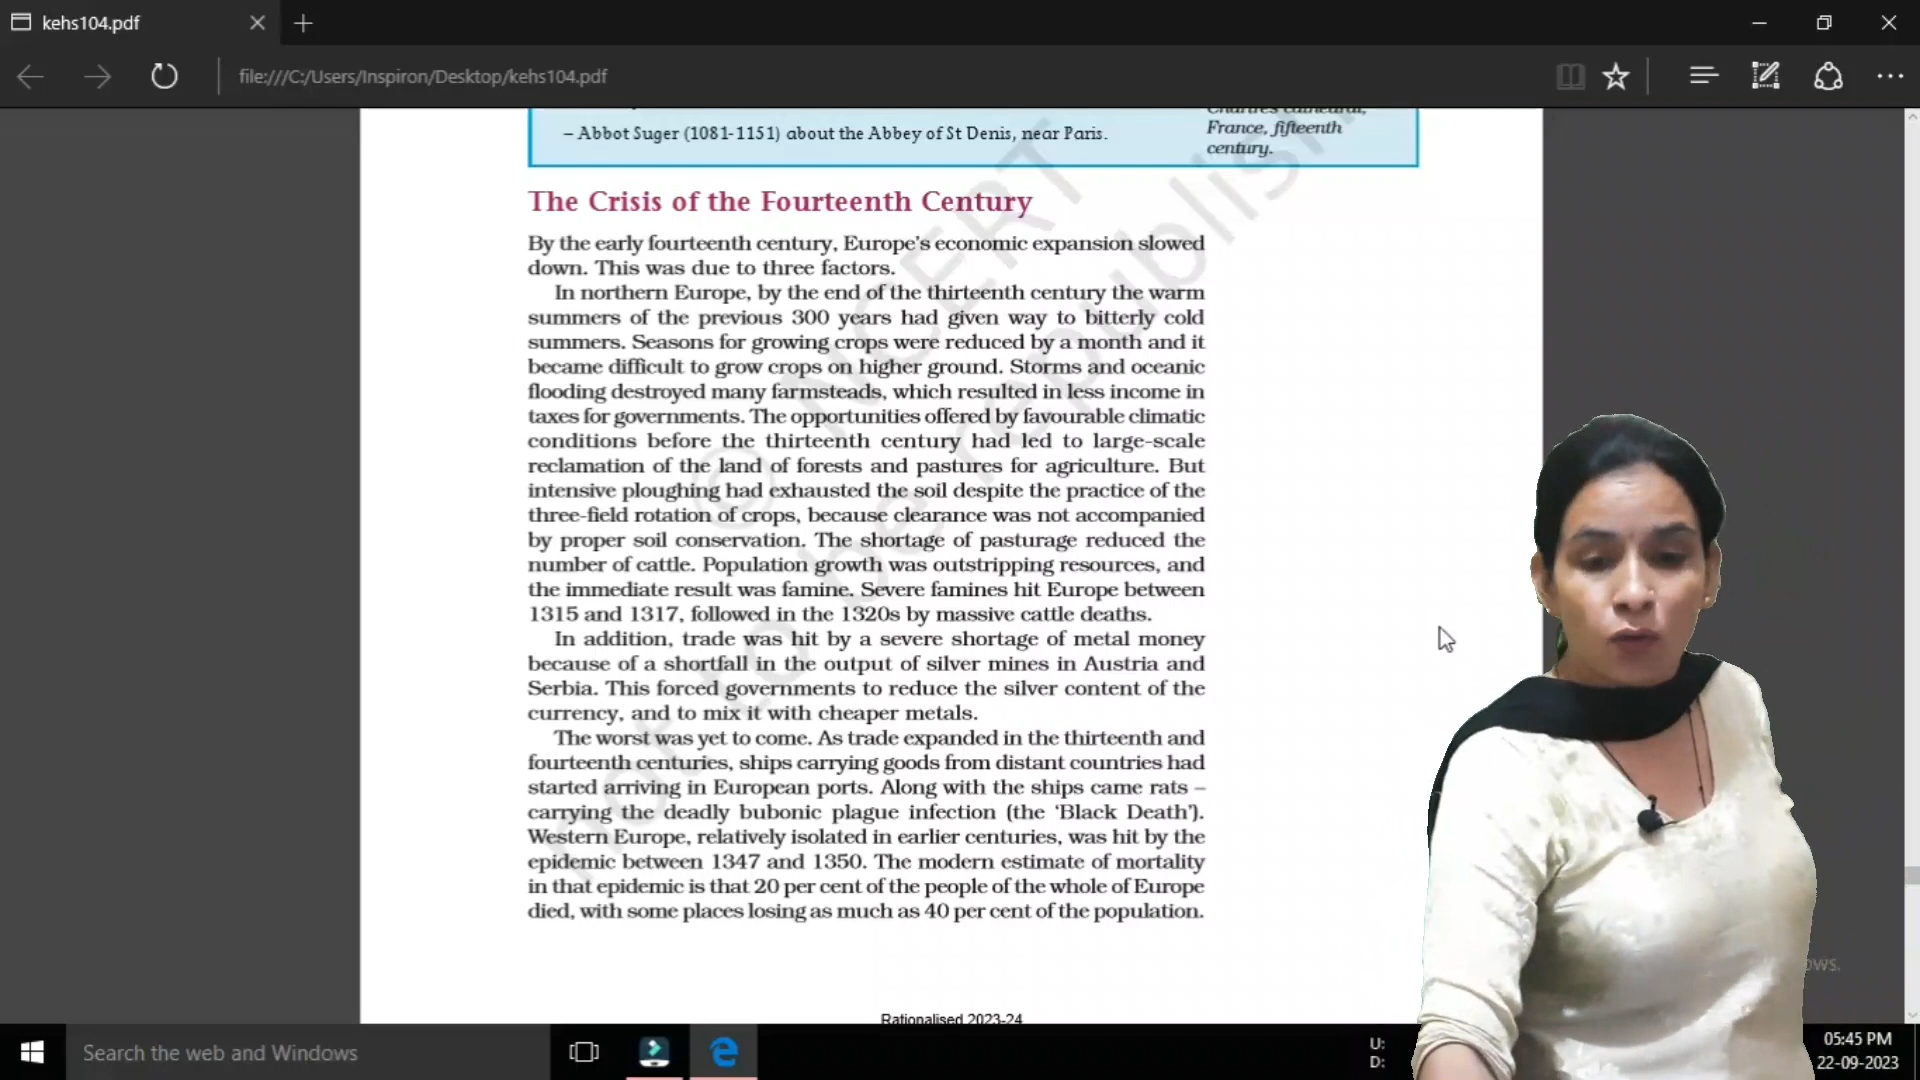 kehs104.pdf
file:///C:/Users/Inspiron/Desktop/kehs104.pdf
– Abbot Suger (1081-1151) about the Abbey of St Denis, near Paris.
Chartres cathedral,
France, fifteenth
century.
The Crisis of the Fourteenth Century
By the early fourteenth century, Europe's economic expansion slowed
down. This was due to three factors.
In northern Europe, by the end of the thirteenth century the warm
summers of the previous 300 years had given way to bitterly cold
summers. Seasons for growing crops were reduced by a month and it
became difficult to grow crops on higher ground. Storms and oceanic
flooding destroyed many farmsteads, which resulted in less income in
taxes for governments. The opportunities offered by favourable climatic
conditions before the thirteenth century had led to large-scale
reclamation of the land of forests and pastures for agriculture. But
intensive ploughing had exhausted the soil despite the practice of the
three-field rotation of crops, because clearance was not accompanied
by proper soil conservation. The shortage of pasturage reduced the
number of cattle. Population growth was outstripping resources, and
the immediate result was famine. Severe famines hit Europe between
1315 and 1317, followed in the 1320s by massive cattle deaths.
In addition, trade was hit by a severe shortage of metal money
because of a shortfall in the output of silver mines in Austria and
Serbia. This forced governments to reduce the silver content of the
currency, and to mix it with cheaper metals.
The worst was yet to come. As trade expanded in the thirteenth and
fourteenth centuries, ships carrying goods from distant countries had
started arriving in European ports. Along with the ships came rats –
carrying the deadly bubonic plague infection (the 'Black Death').
Western Europe, relatively isolated in earlier centuries, was hit by the
epidemic between 1347 and 1350. The modern estimate of mortality
in that epidemic is that 20 per cent of the people of the whole of Europe
died, with some places losing as much as 40 per cent of the population.
© NCERT
not to be republish
Rationalised 2023-24
Search the web and Windows
U:
D:
05:45 PM
22-09-2023